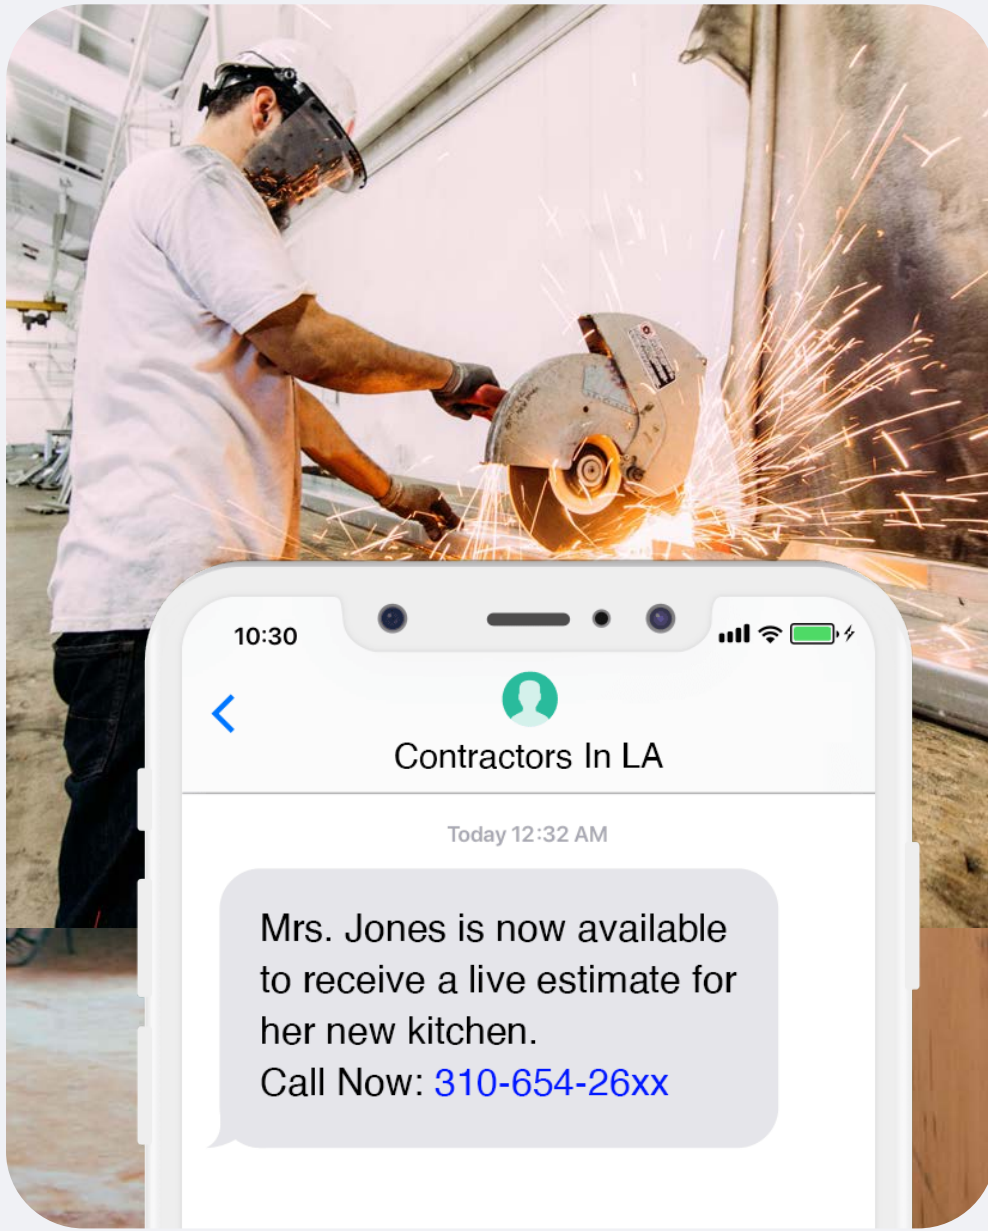 10:30
Contractors In LA
Today 12:32 AM
Mrs. Jones is now available
to receive a live estimate for
her new kitchen.
Call Now: 310-654-26xx